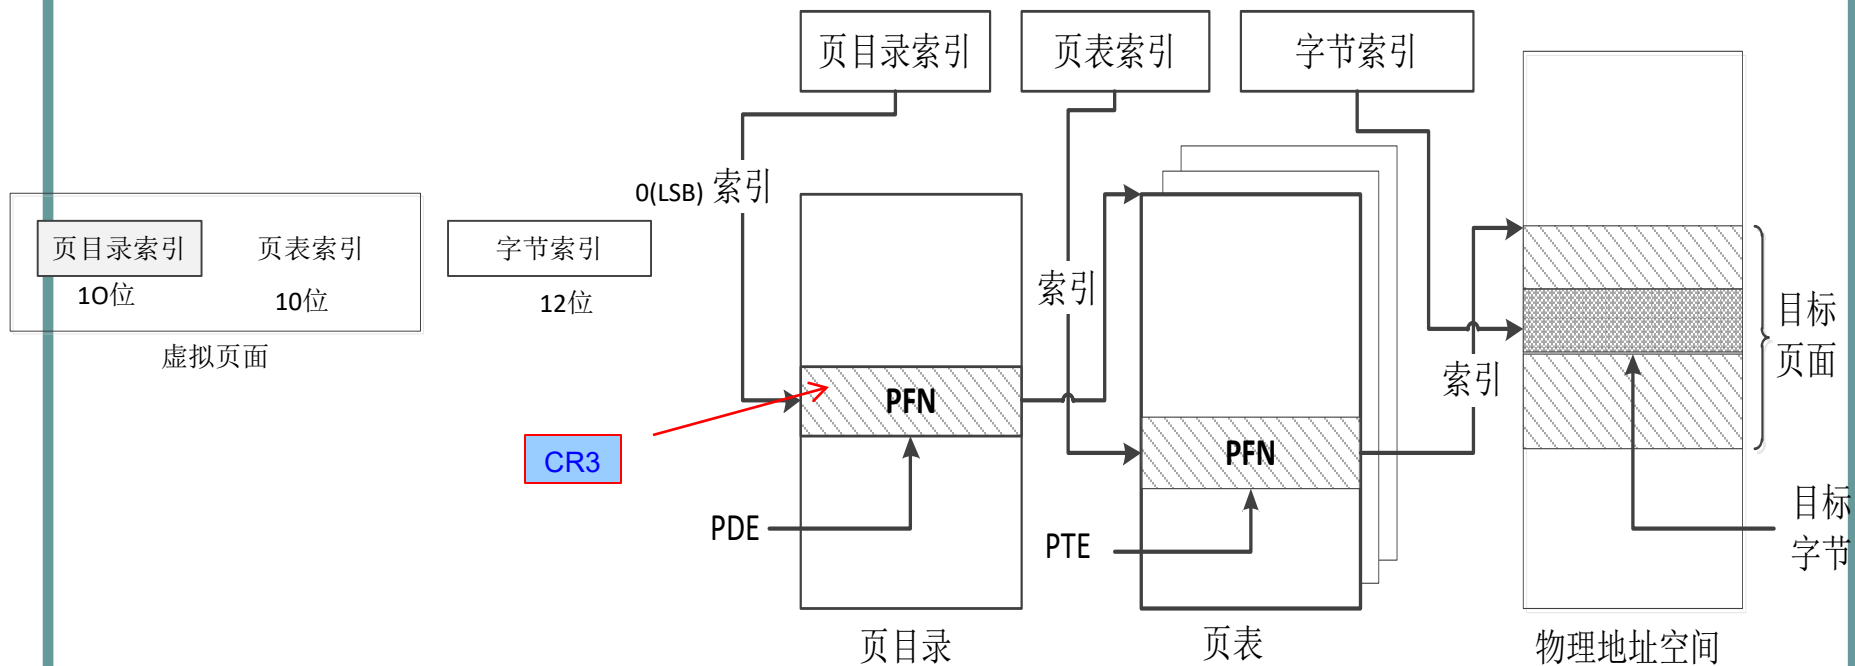 页目录索引
页表索引
字节索引
0(LSB) 索引
页目录索引
页表索引
字节索引
10位
10位
12位
虚拟页面
索引
索引
目标
页面
PFN
PFN
CR3
PDE
PTE
目标
字节
页目录
页表
物理地址空间